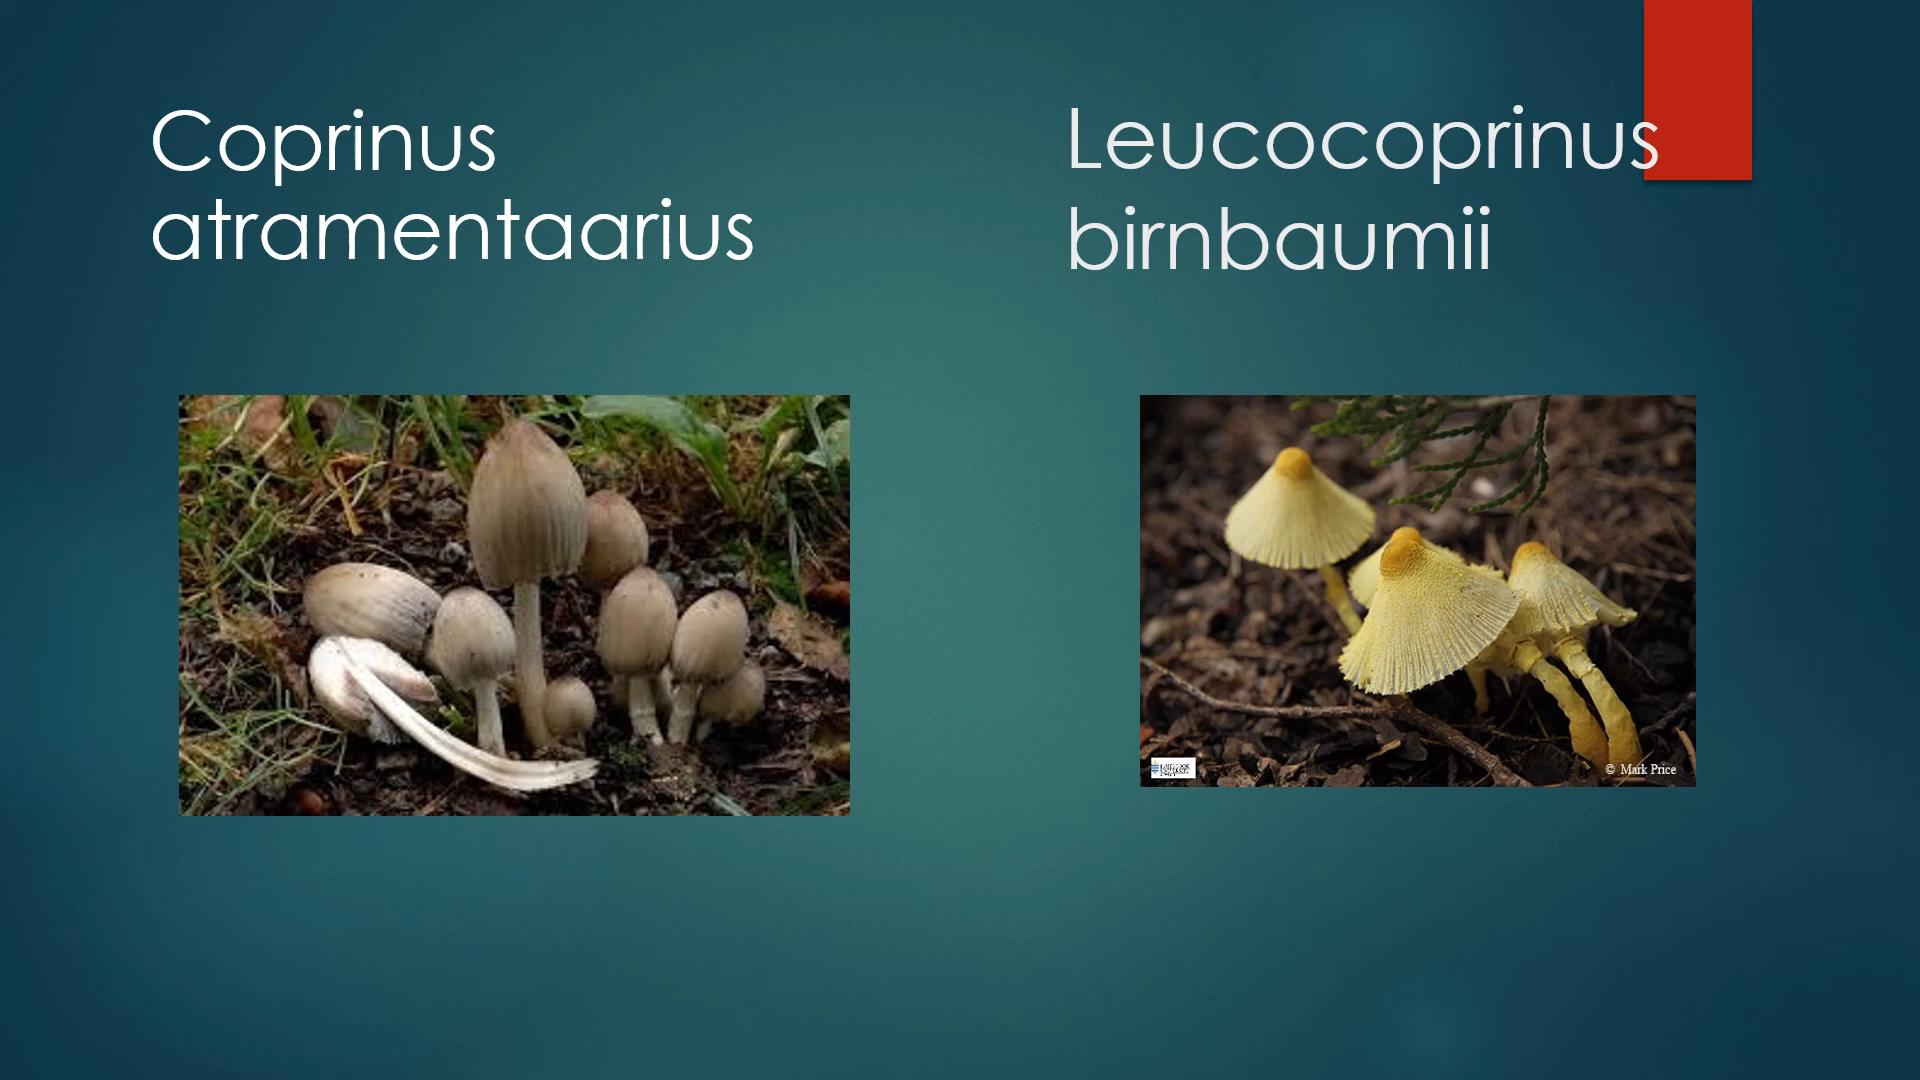 Coprinus
atramentaarius
Leucocoprinus
birnbaumii
© Mark Price